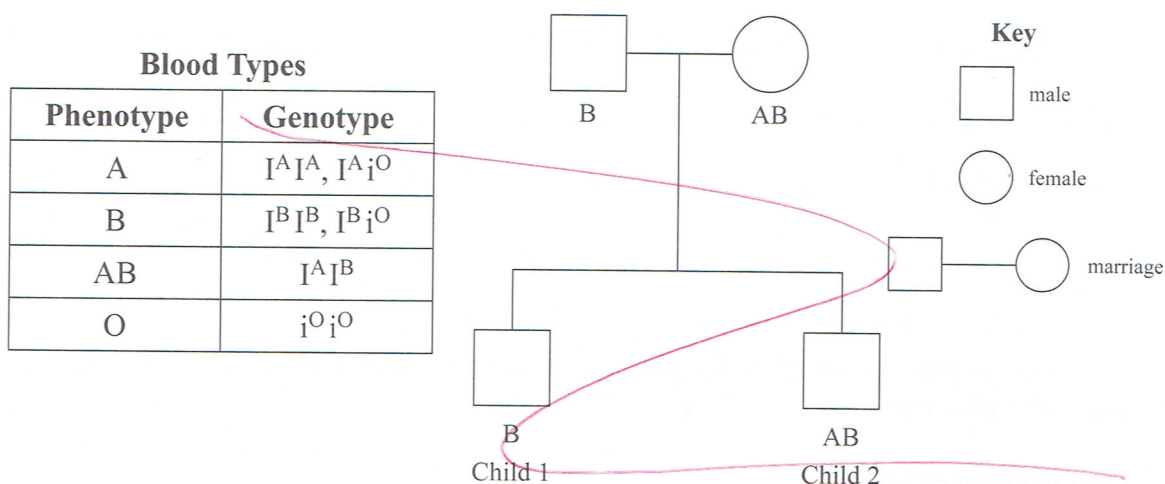 Blood Types
Phenotype Genotype
A I^A I^A, I^A i^O
B I^B I^B, I^B i^O
AB I^A I^B
O i^O i^O
B
AB
B
Child 1
AB
Child 2
Key
male
female
marriage